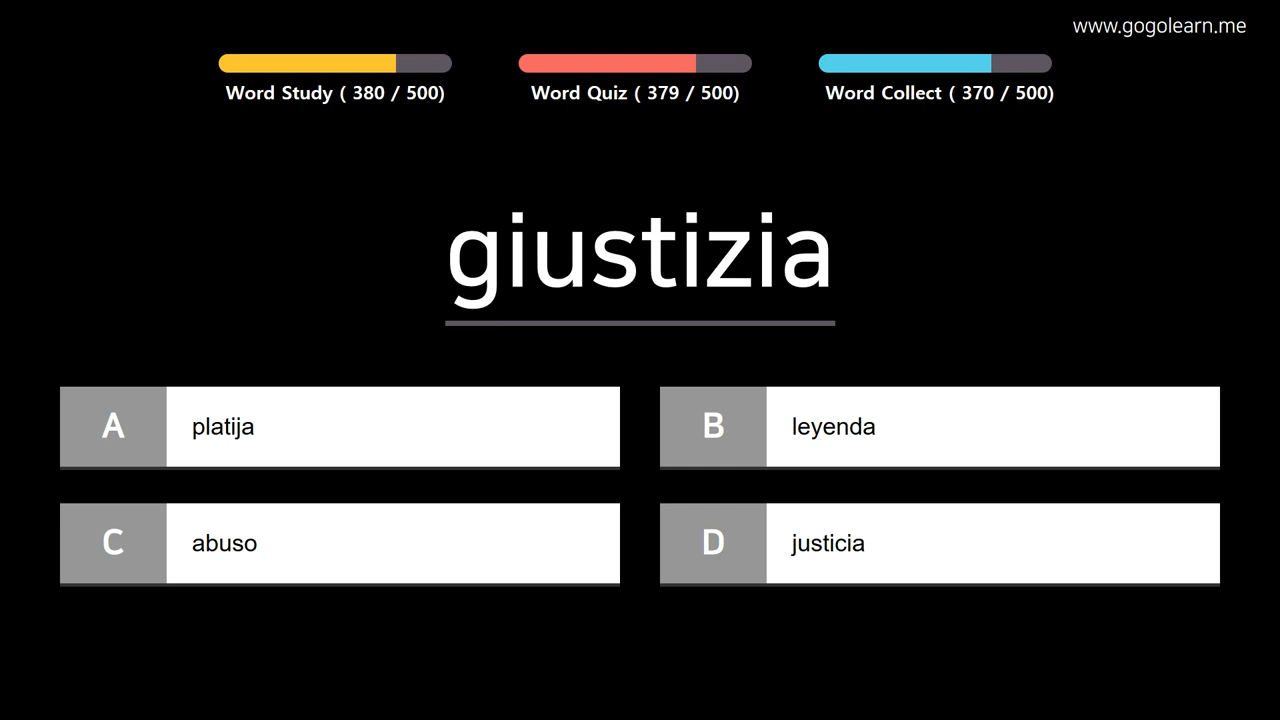 www.gogolearn.me
Word Study ( 380 / 500)
Word Quiz ( 379 / 500)
Word Collect ( 370 / 500)
giustizia
A platija
B leyenda
C abuso
D justicia